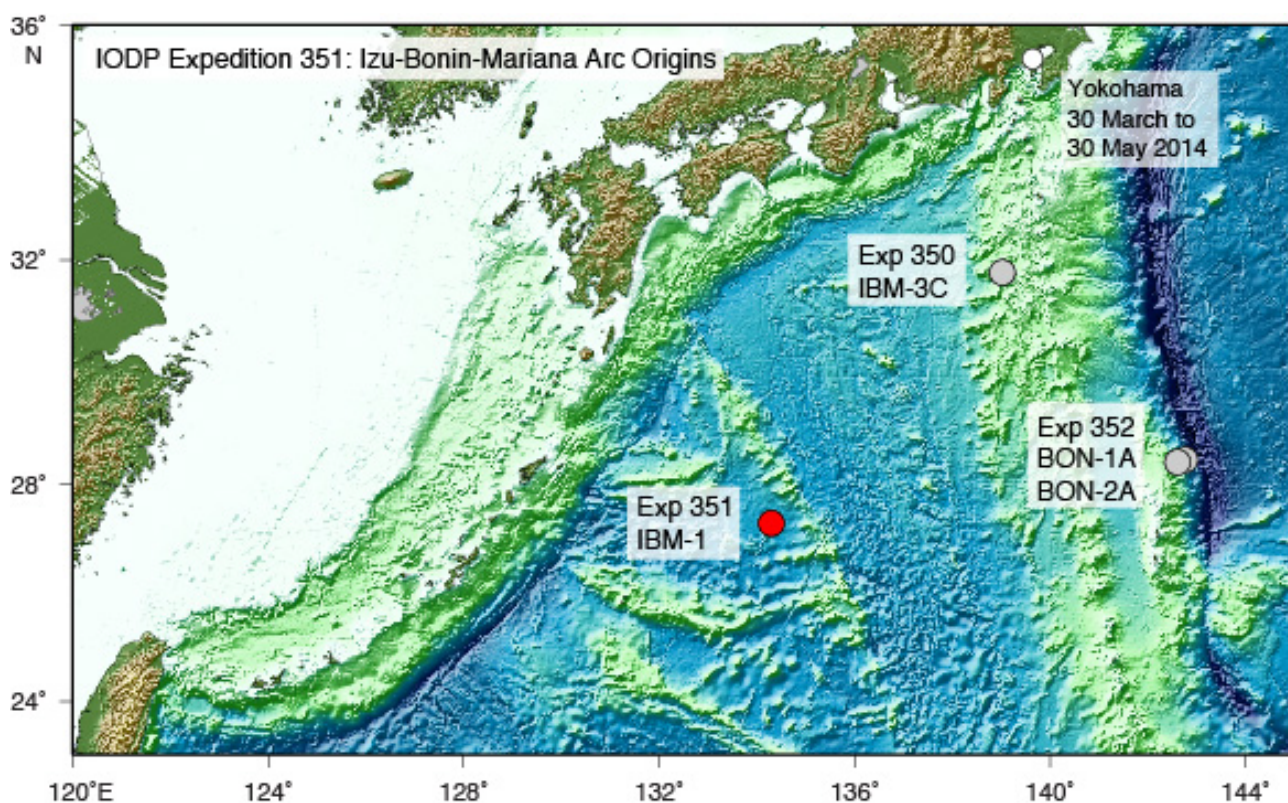 36°
N
IODP Expedition 351: Izu-Bonin-Mariana Arc Origins
Yokohama
30 March to
30 May 2014
32°
Exp 350
IBM-3C
Exp 352
BON-1A
BON-2A
28°
Exp 351
IBM-1
24°
120°E
124°
128°
132°
136°
140°
144°